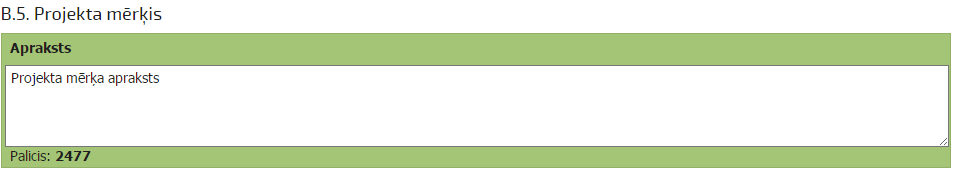 B.5. Projekta mērķis
Apraksts
Projekta mērķa apraksts
Palicis: 2477